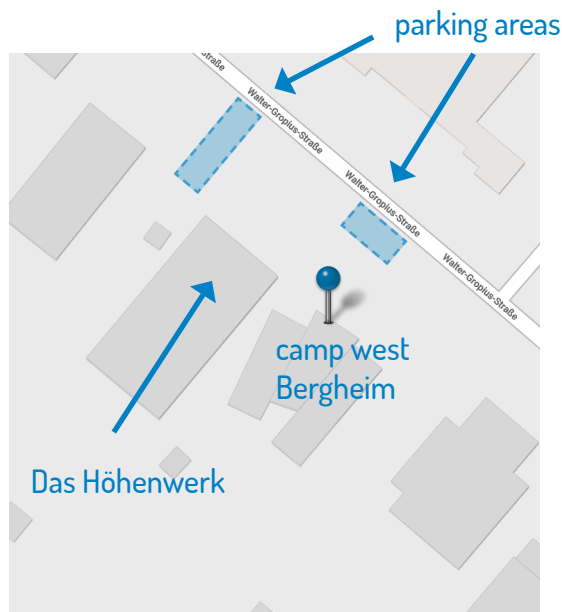 parking areas
Straße
Walter-Gropius-Straße
Walter-Gropius-Straße
Walter-Gropius-Straße
camp west
Bergheim
Das Höhenwerk